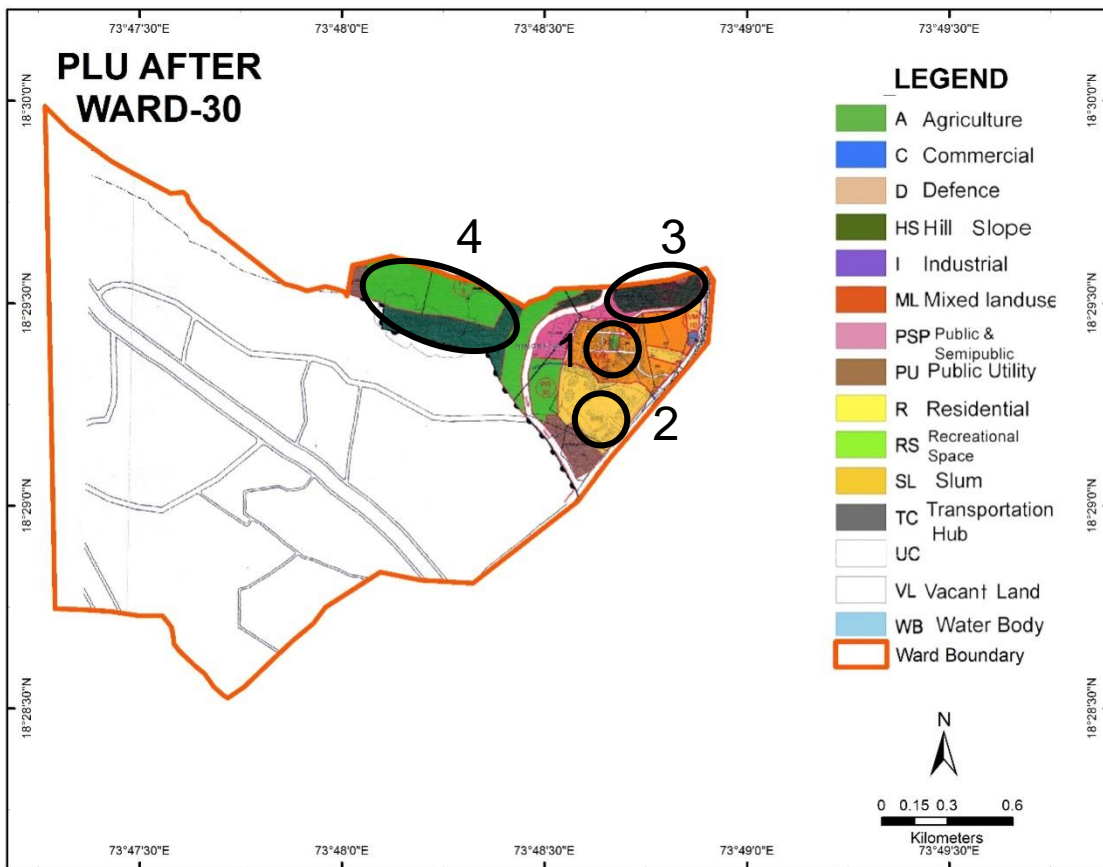 73°47'30"E
73°48'0"E
73°48'30"E
73°49'0"E
73°49'30"E
PLU AFTER
WARD-30
18°30'0"N
18°30'0"N
18°29'30"N
18°29'30"N
18°29'0"N
18°29'0"N
18°28'30"N
18°28'30"N
4
3
1
2
LEGEND
A Agriculture
C Commercial
D Defence
HS Hill Slope
I Industrial
ML Mixed landuse
PSP Public &
Semipublic
PU Public Utility
R Residential
RS Recreational
Space
SL Slum
TC Transportation
Hub
UC
VL Vacant Land
WB Water Body
Ward Boundary
N
0 0.15 0.3 0.6
Kilometers
73°47'30"E
73°48'0"E
73°48'30"E
73°49'0"E
73°49'30"E